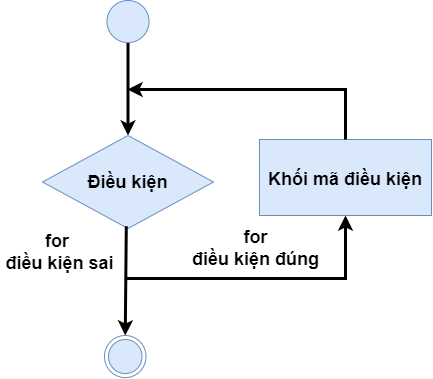 Điều kiện
Khối mã điều kiện
for
điều kiện sai
for
điều kiện đúng